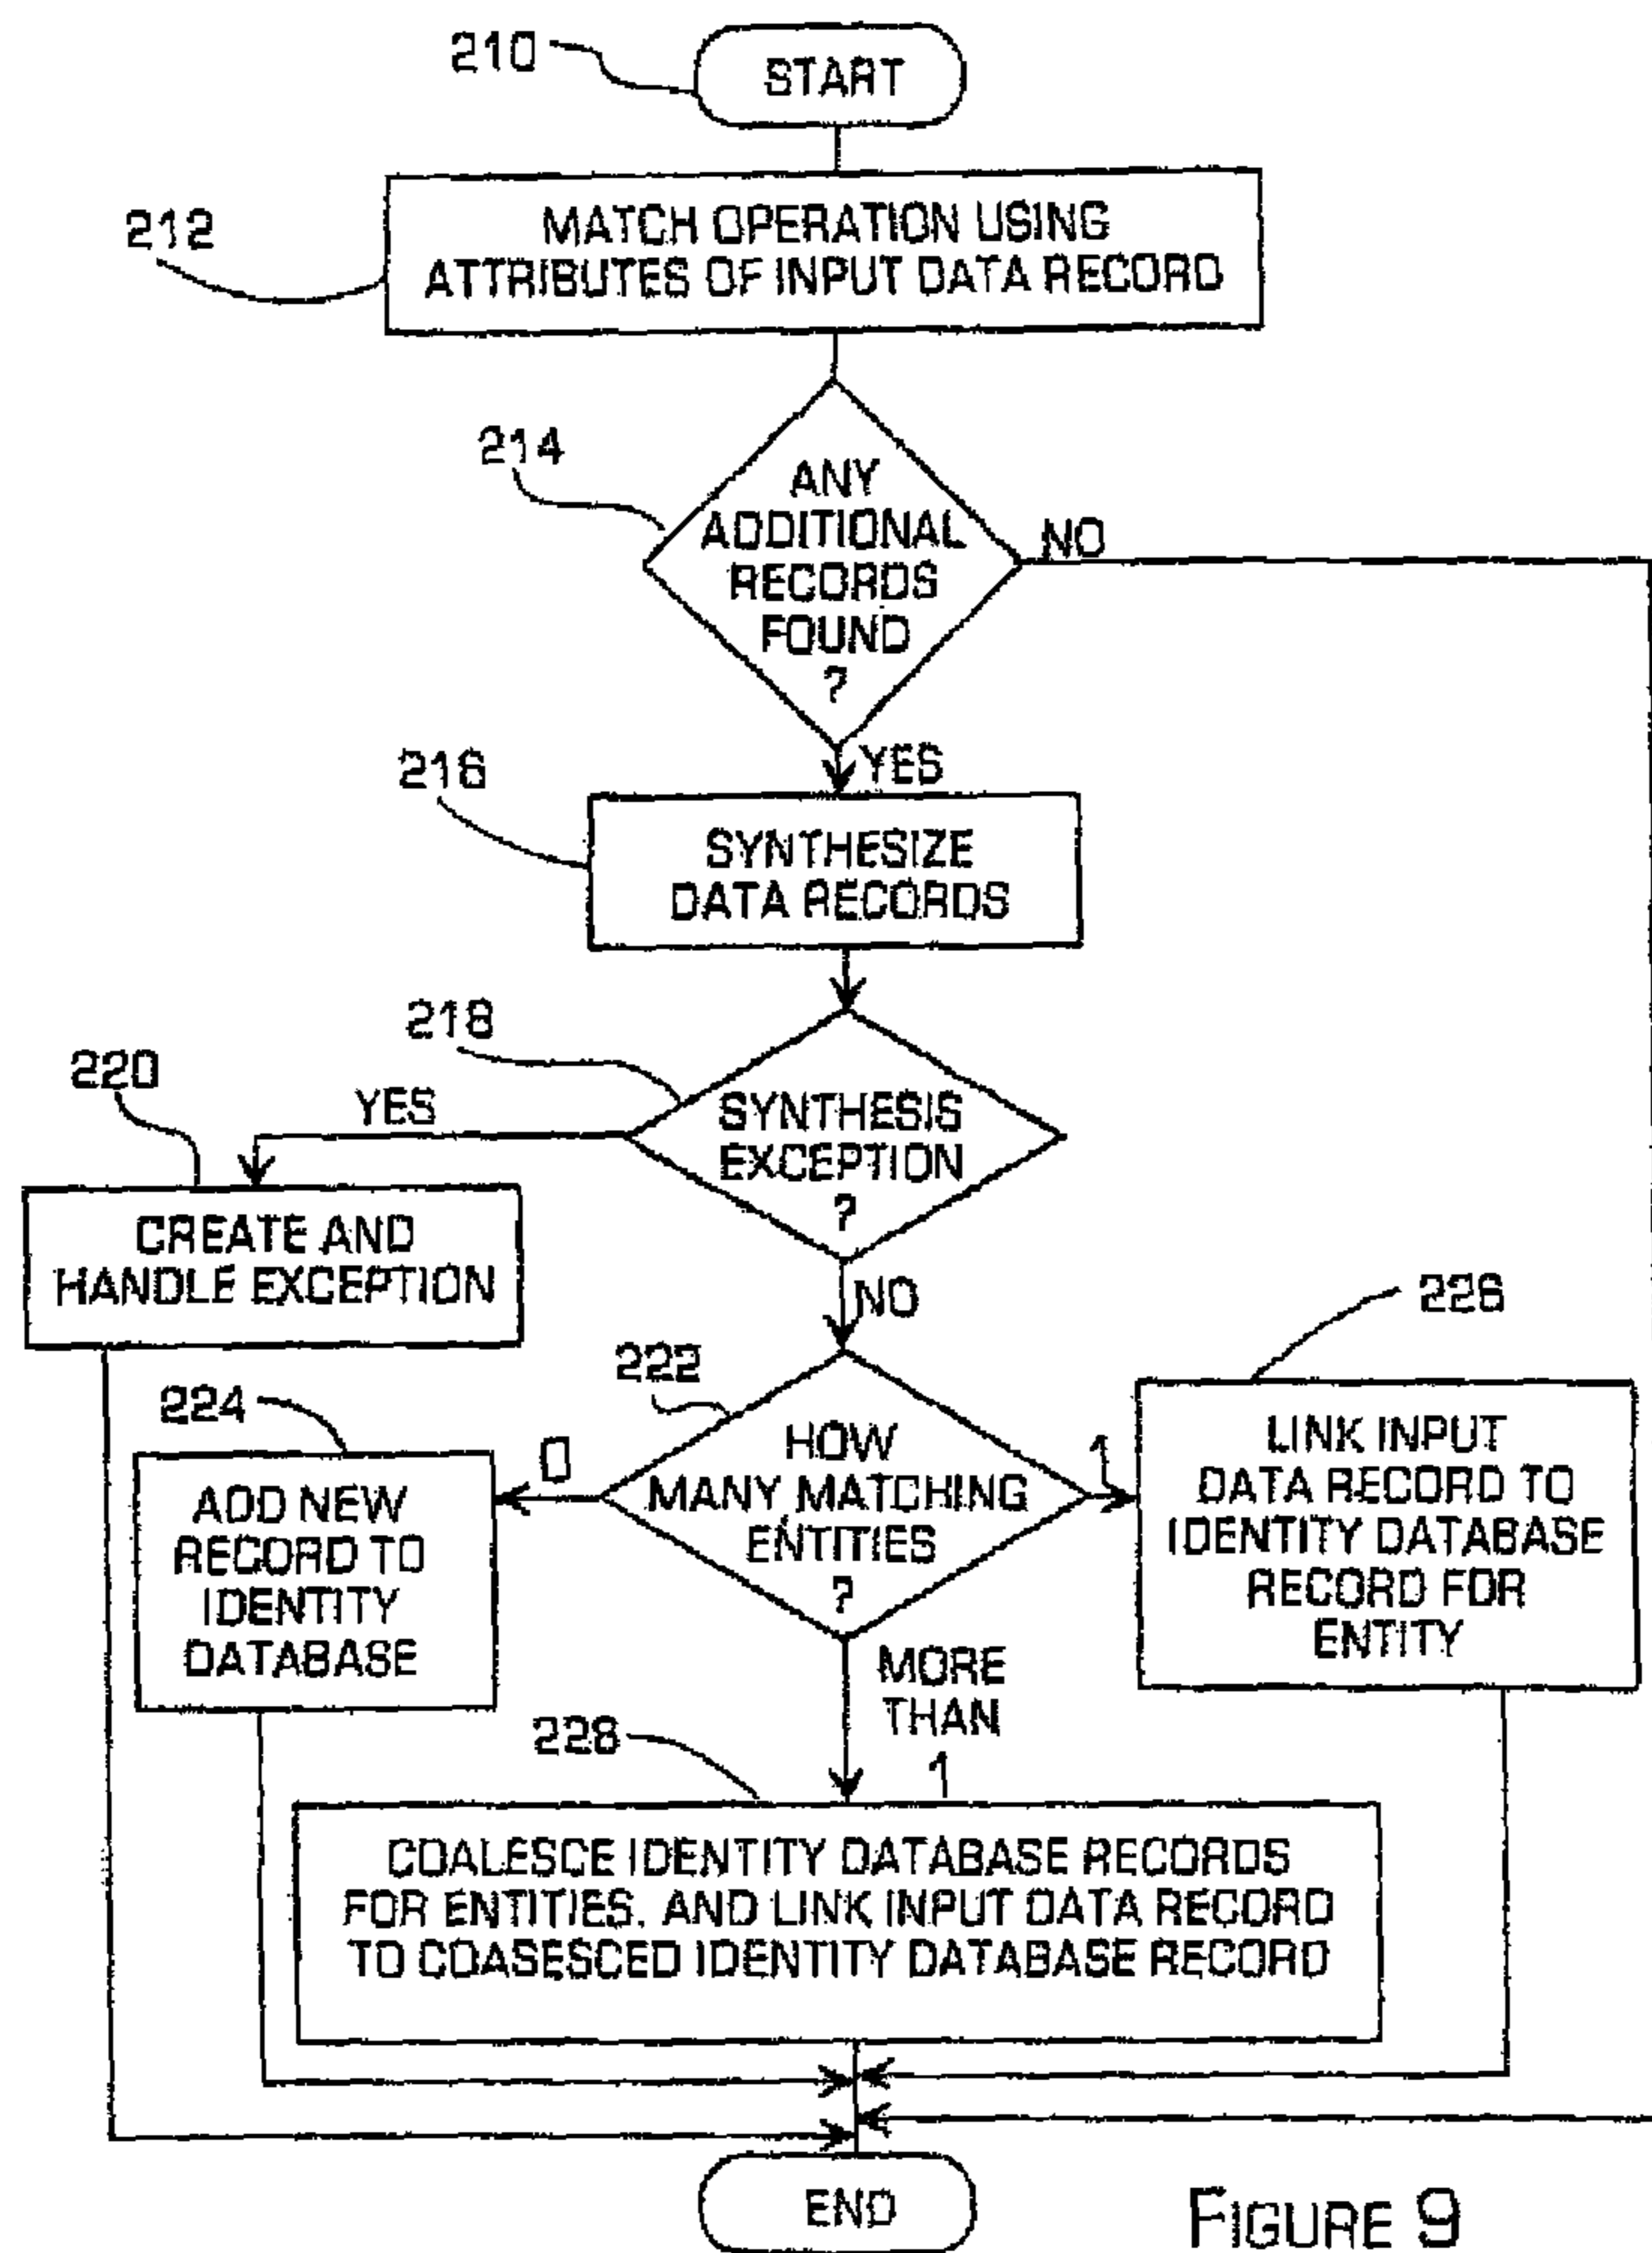 210
START
212
MATCH OPERATION USING
ATTRIBUTES OF INPUT DATA RECORD
214
ANY
ADDITIONAL
RECORDS
FOUND
?
NO
YES
216
SYNTHESIZE
DATA RECORDS
218
SYNTHESIS
EXCEPTION
?
YES
220
CREATE AND
HANDLE EXCEPTION
NO
222
HOW
MANY MATCHING
ENTITIES
?
0
224
ADD NEW
RECORD TO
IDENTITY
DATABASE
1
226
LINK INPUT
DATA RECORD TO
IDENTITY DATABASE
RECORD FOR
ENTITY
MORE
THAN
1
228
COALESCE IDENTITY DATABASE RECORDS
FOR ENTITIES, AND LINK INPUT DATA RECORD
TO COASESCED IDENTITY DATABASE RECORD
END
FIGURE 9